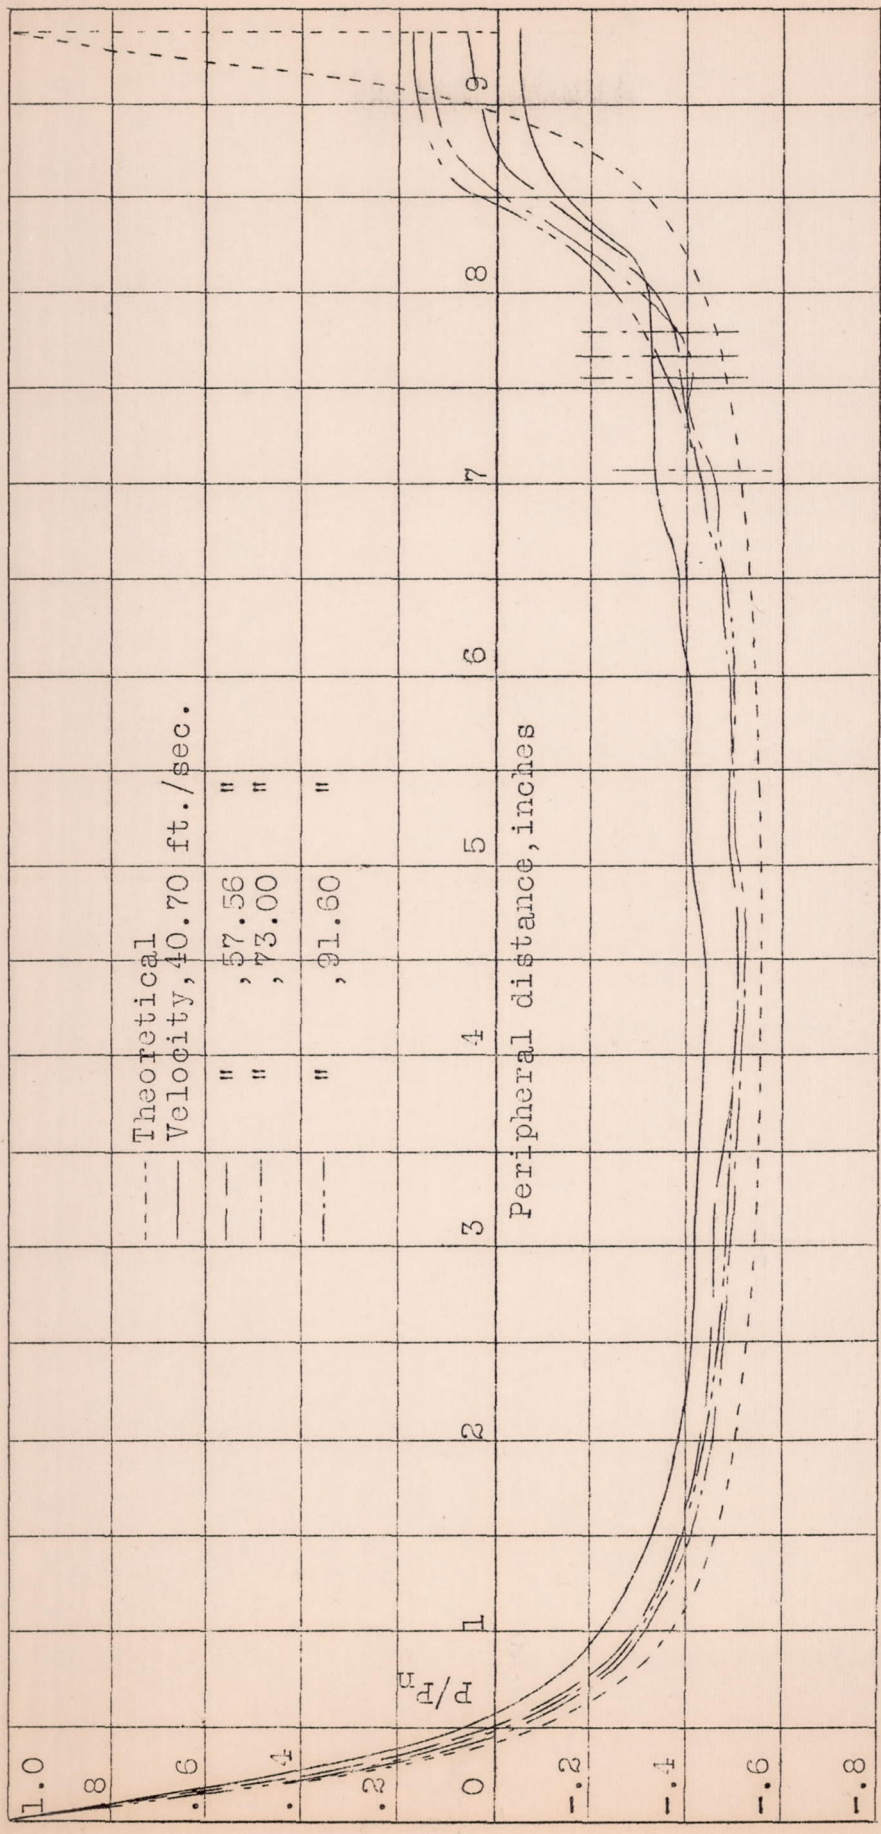 ---- Theoretical
—— Velocity, 40.70 ft./sec.
— — " , 57.56 "
—-— " , 73.00 "
—--— " , 91.60 "
1.0
.8
.6
.4
.2
0
-.2
-.4
-.6
-.8
P/Pn
1 2 3 4 5 6 7 8 9
Peripheral distance, inches